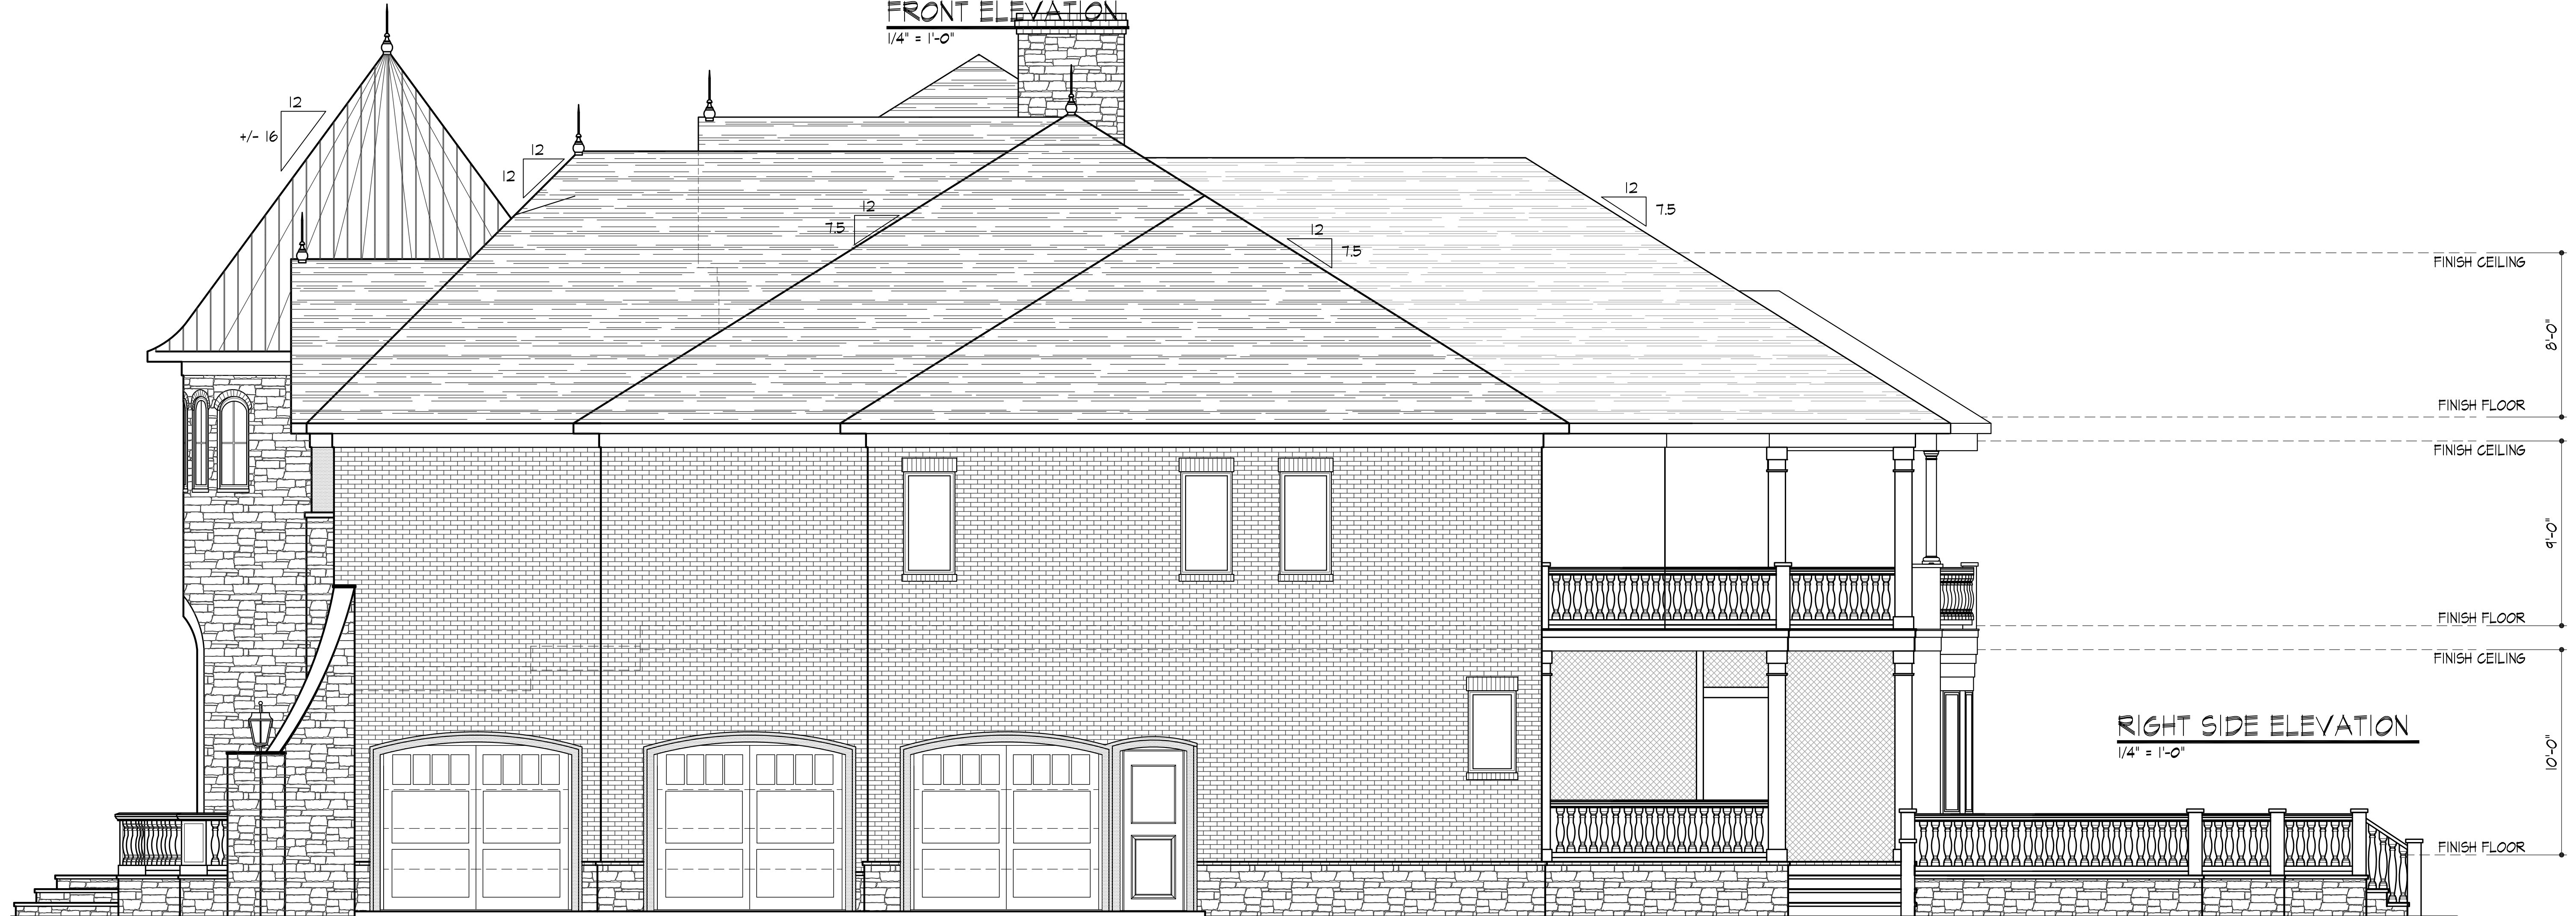 FRONT ELEVATION
1/4" = 1'-0"
12
+/- 16
12
12
12
7.5
12
7.5
12
7.5
FINISH CEILING
8'-0"
FINISH FLOOR
FINISH CEILING
9'-0"
FINISH FLOOR
FINISH CEILING
RIGHT SIDE ELEVATION
1/4" = 1'-0"
10'-0"
FINISH FLOOR